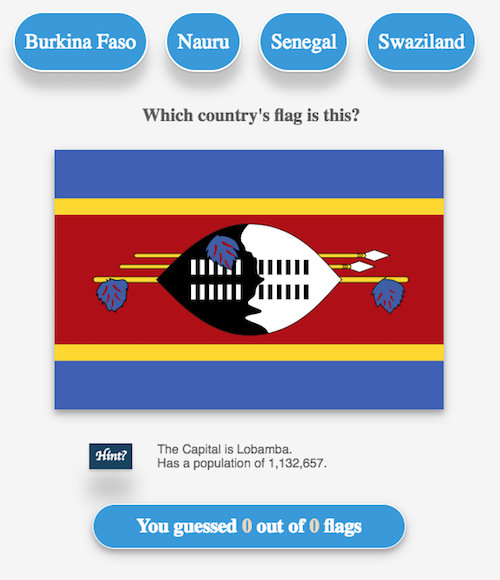 Burkina Faso Nauru Senegal Swaziland
Which country's flag is this?
Hint?
The Capital is Lobamba.
Has a population of 1,132,657.
You guessed 0 out of 0 flags